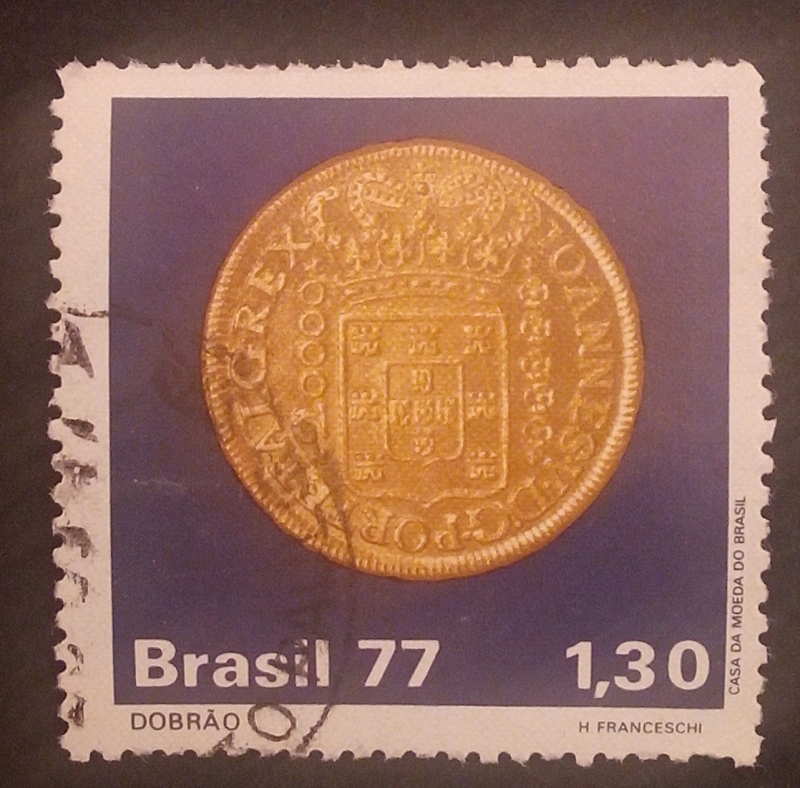 IOANNES.V.D.G.PORT.ET.ALG.REX
20000
Brasil 77
1,30
DOBRÃO
H FRANCESCHI
CASA DA MOEDA DO BRASIL